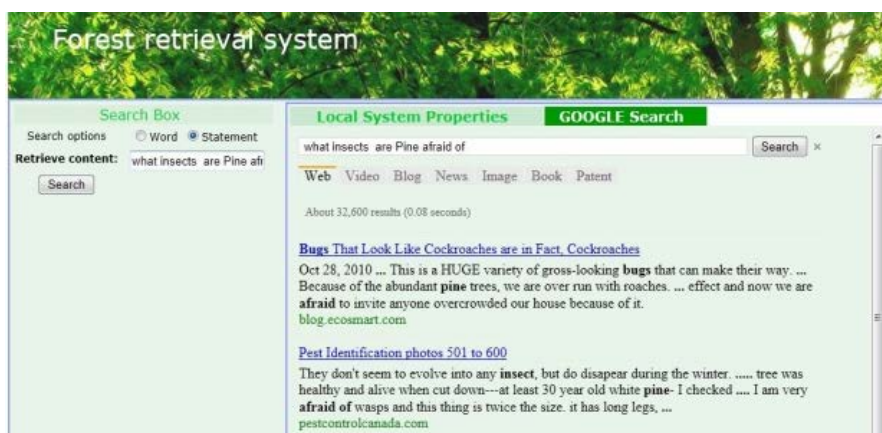 Forest retrieval system
Search Box
Search options Word Statement
Retrieve content: what insects are Pine afr
Search
Local System Properties GOOGLE Search
what insects are Pine afraid of Search ×
Web Video Blog News Image Book Patent
About 32,600 results (0.08 seconds)
Bugs That Look Like Cockroaches are in Fact, Cockroaches
Oct 28, 2010 ... This is a HUGE variety of gross-looking bugs that can make their way. ...
Because of the abundant pine trees, we are over run with roaches. ... effect and now we are
afraid to invite anyone overcrowded our house because of it.
blog.ecosmart.com
Pest Identification photos 501 to 600
They don't seem to evolve into any insect, but do disapear during the winter. ..... tree was
healthy and alive when cut down---at least 30 year old white pine- I checked .... I am very
afraid of wasps and this thing is twice the size. it has long legs, ...
pestcontrolcanada.com